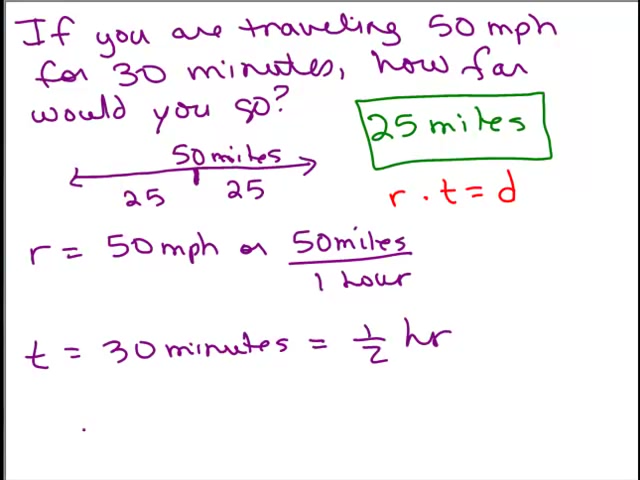 If you are traveling 50 mph
for 30 minutes, how far
would you go?
25 miles
50 miles
25 25
r · t = d
r = 50 mph or 50 miles / 1 hour
t = 30 minutes = 1/2 hr